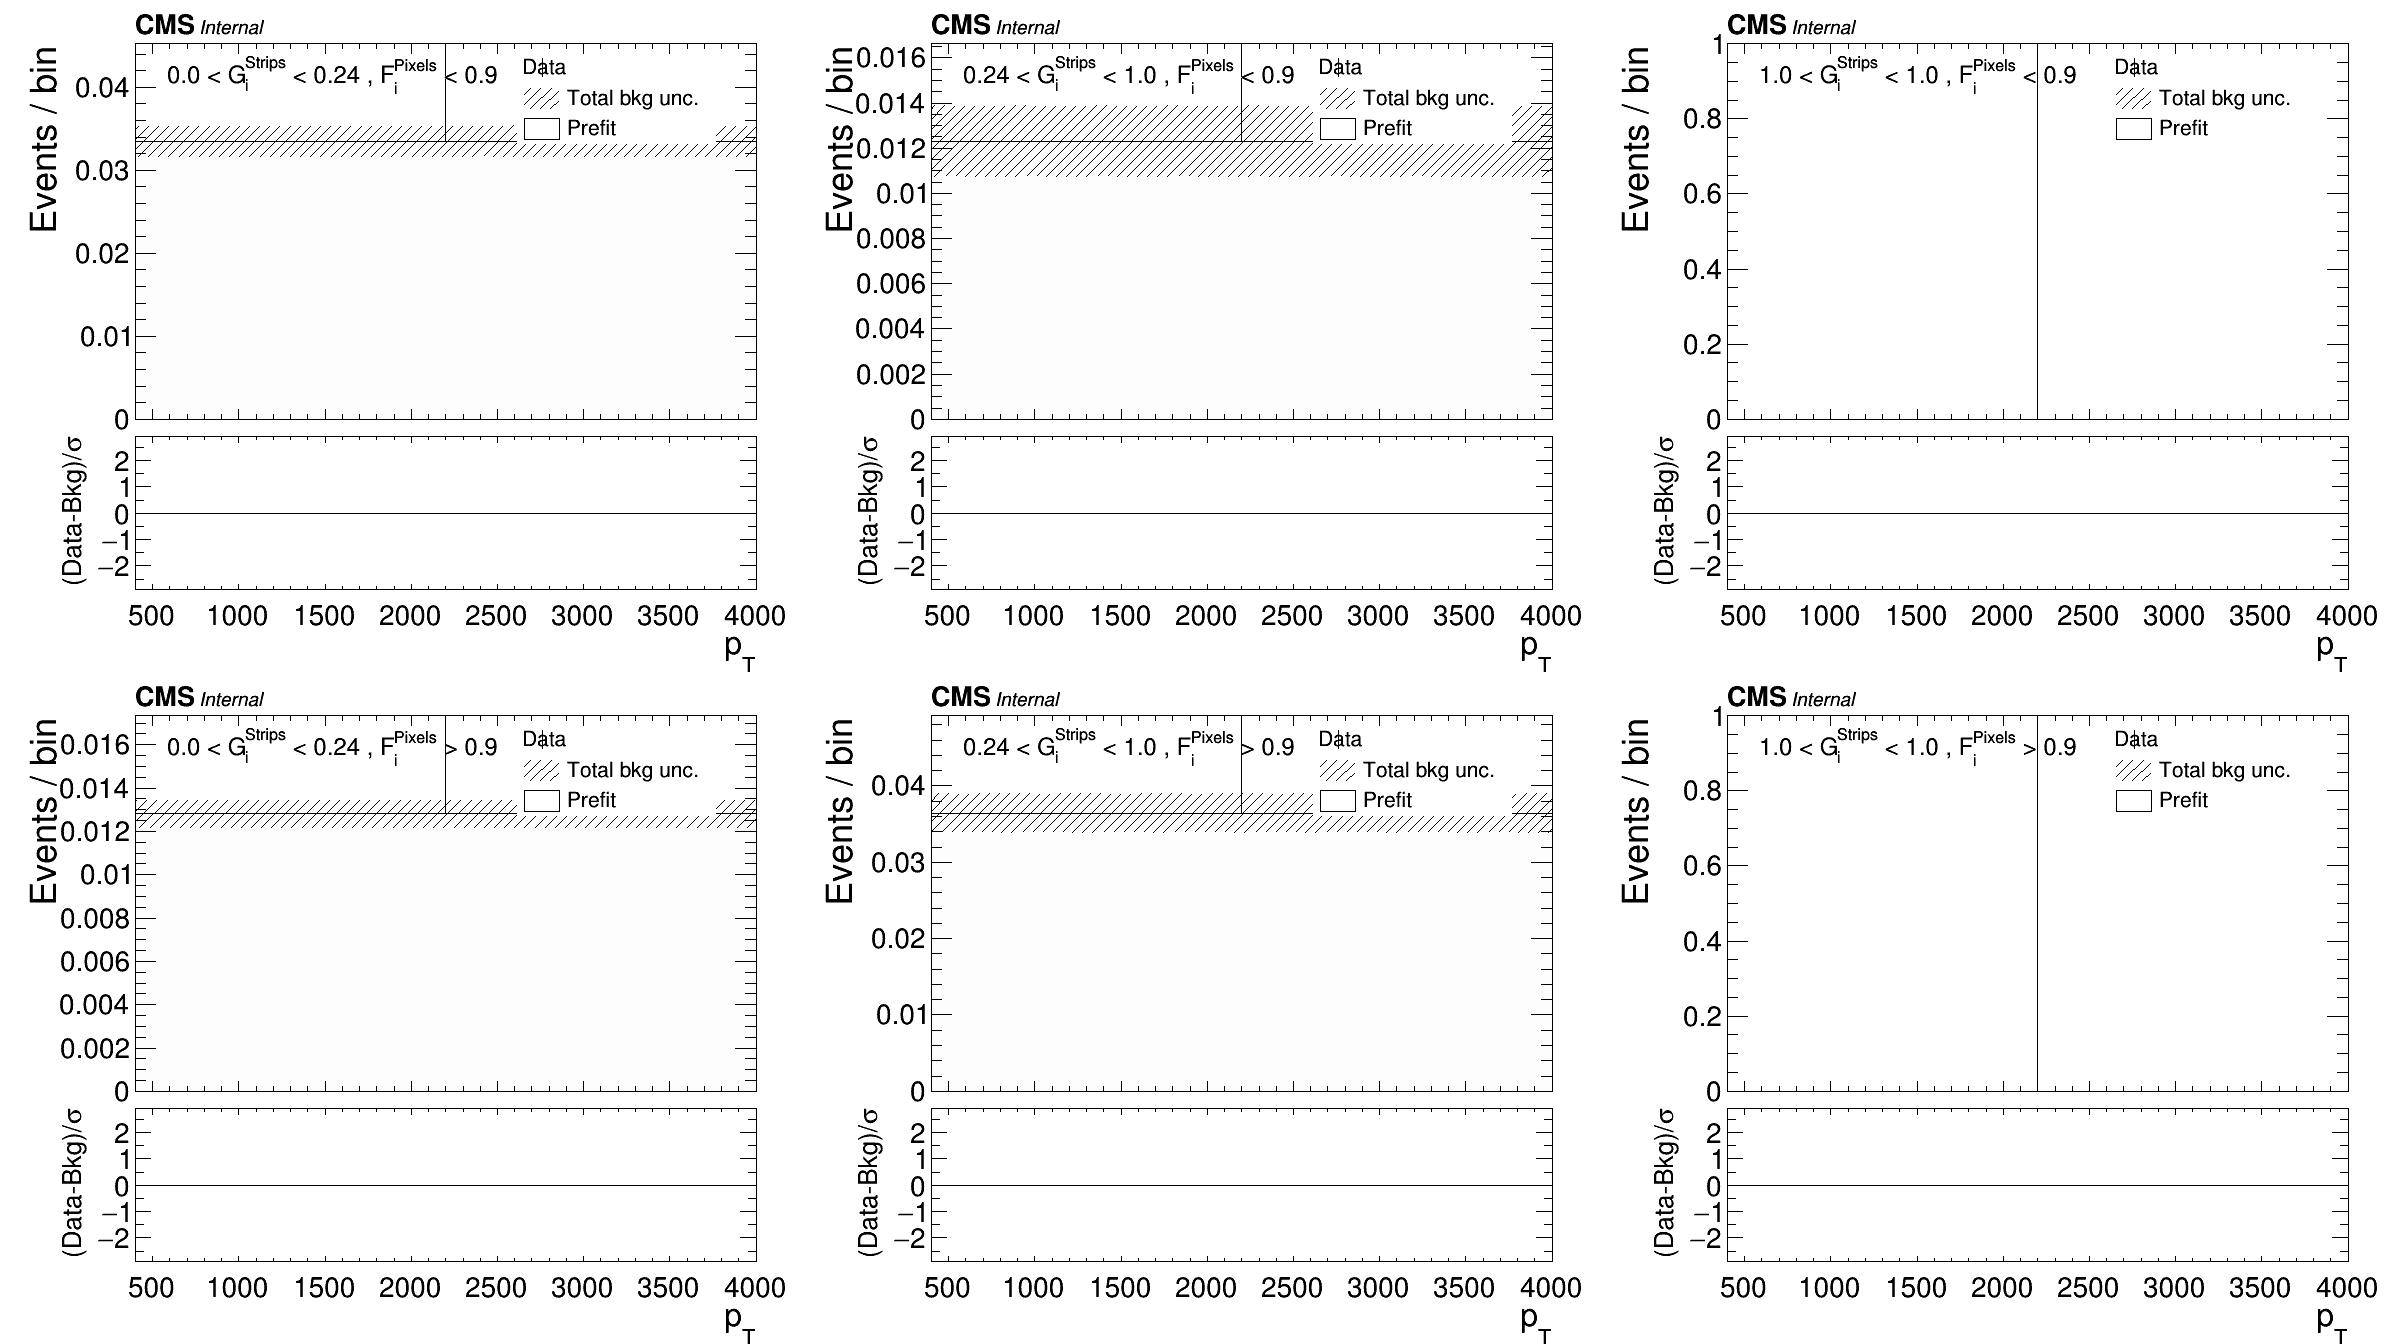 CMS Internal
0.0 < G_i^Strips < 0.24 , F_i^Pixels < 0.9
Data
Total bkg unc.
Prefit
Events / bin
0.04
0.03
0.02
0.01
0
(Data-Bkg)/σ
2
1
0
−1
−2
500 1000 1500 2000 2500 3000 3500 4000
p_T
CMS Internal
0.24 < G_i^Strips < 1.0 , F_i^Pixels < 0.9
Data
Total bkg unc.
Prefit
Events / bin
0.016
0.014
0.012
0.01
0.008
0.006
0.004
0.002
0
(Data-Bkg)/σ
2
1
0
−1
−2
500 1000 1500 2000 2500 3000 3500 4000
p_T
CMS Internal
1.0 < G_i^Strips < 1.0 , F_i^Pixels < 0.9
Data
Total bkg unc.
Prefit
Events / bin
1
0.8
0.6
0.4
0.2
0
(Data-Bkg)/σ
2
1
0
−1
−2
500 1000 1500 2000 2500 3000 3500 4000
p_T
CMS Internal
0.0 < G_i^Strips < 0.24 , F_i^Pixels > 0.9
Data
Total bkg unc.
Prefit
Events / bin
0.016
0.014
0.012
0.01
0.008
0.006
0.004
0.002
0
(Data-Bkg)/σ
2
1
0
−1
−2
500 1000 1500 2000 2500 3000 3500 4000
p_T
CMS Internal
0.24 < G_i^Strips < 1.0 , F_i^Pixels > 0.9
Data
Total bkg unc.
Prefit
Events / bin
0.04
0.03
0.02
0.01
0
(Data-Bkg)/σ
2
1
0
−1
−2
500 1000 1500 2000 2500 3000 3500 4000
p_T
CMS Internal
1.0 < G_i^Strips < 1.0 , F_i^Pixels > 0.9
Data
Total bkg unc.
Prefit
Events / bin
1
0.8
0.6
0.4
0.2
0
(Data-Bkg)/σ
2
1
0
−1
−2
500 1000 1500 2000 2500 3000 3500 4000
p_T